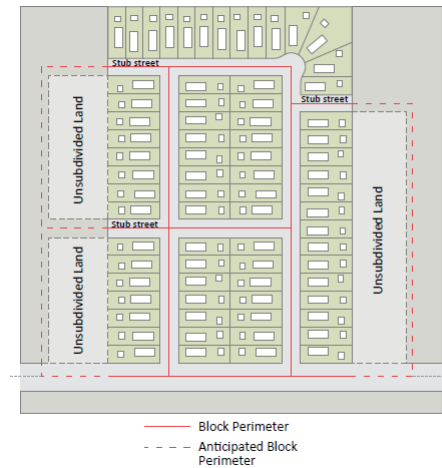 Stub street
Stub street
Unsubdivided Land
Unsubdivided Land
Stub street
Unsubdivided Land
Block Perimeter
Anticipated Block
Perimeter